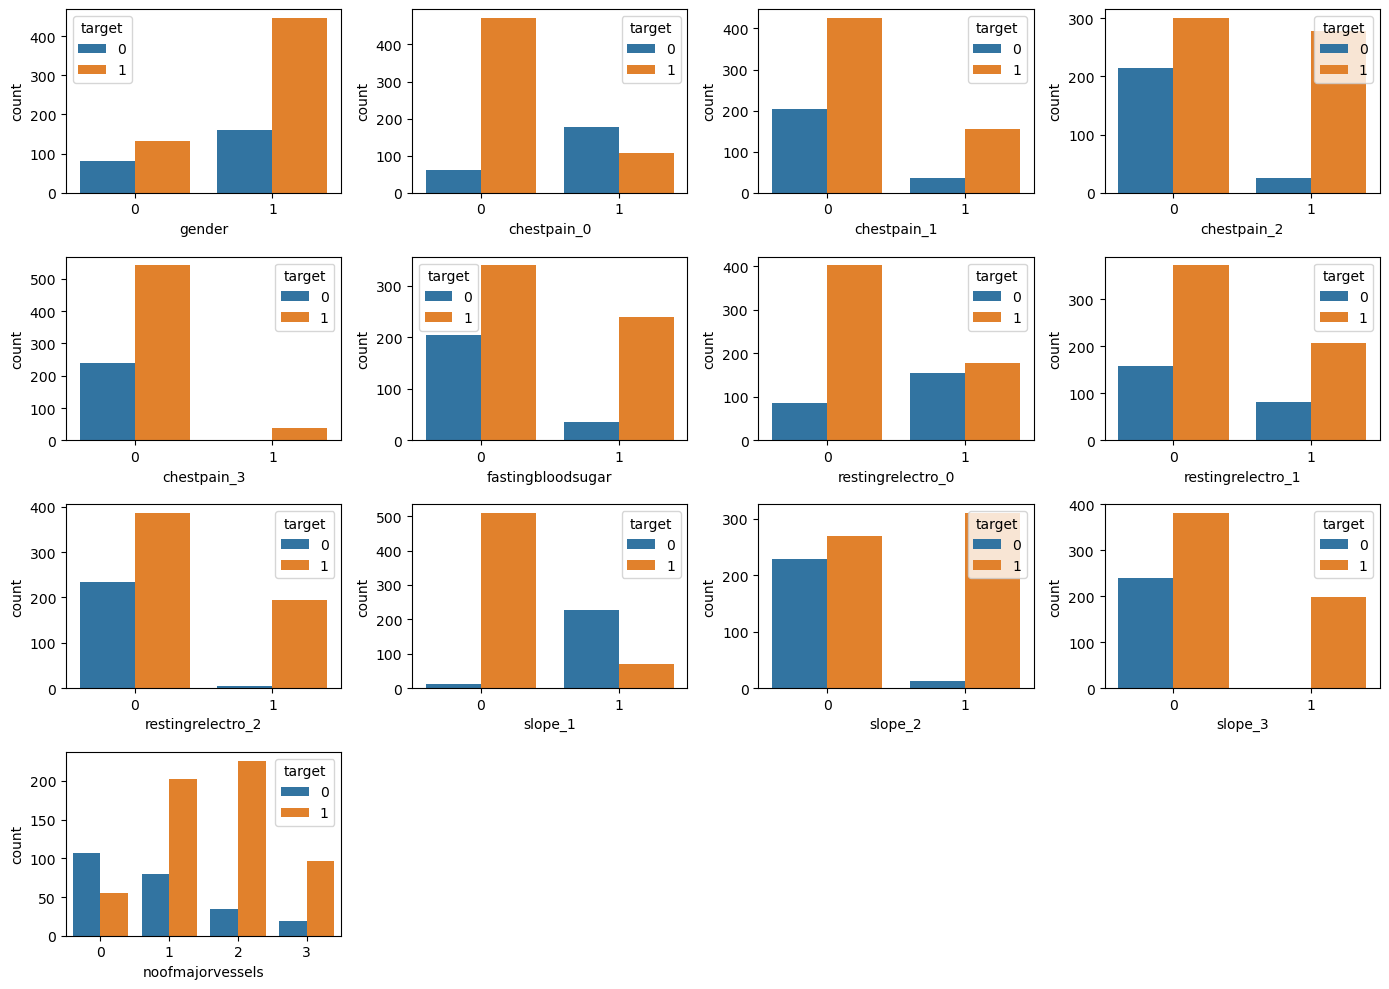 count
400
300
200
100
0
target
0
1
0 1
gender
count
400
300
200
100
0
target
0
1
0 1
chestpain_0
count
400
300
200
100
0
target
0
1
0 1
chestpain_1
count
300
200
100
0
target
0
1
0 1
chestpain_2
count
500
400
300
200
100
0
target
0
1
0 1
chestpain_3
count
300
200
100
0
target
0
1
0 1
fastingbloodsugar
count
400
300
200
100
0
target
0
1
0 1
restingrelectro_0
count
300
200
100
0
target
0
1
0 1
restingrelectro_1
count
400
300
200
100
0
target
0
1
0 1
restingrelectro_2
count
500
400
300
200
100
0
target
0
1
0 1
slope_1
count
300
200
100
0
target
0
1
0 1
slope_2
count
400
300
200
100
0
target
0
1
0 1
slope_3
count
200
150
100
50
0
target
0
1
0 1 2 3
noofmajorvessels